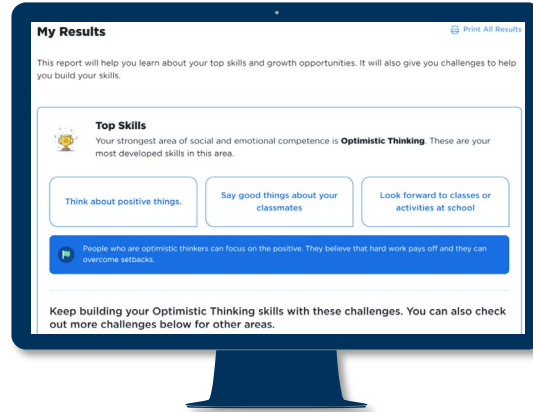 My Results
Print All Results
This report will help you learn about your top skills and growth opportunities. It will also give you challenges to help
you build your skills.
Top Skills
Your strongest area of social and emotional competence is Optimistic Thinking. These are your
most developed skills in this area.
Think about positive things.
Say good things about your
classmates
Look forward to classes or
activities at school
People who are optimistic thinkers can focus on the positive. They believe that hard work pays off and they can
overcome setbacks.
Keep building your Optimistic Thinking skills with these challenges. You can also check
out more challenges below for other areas.